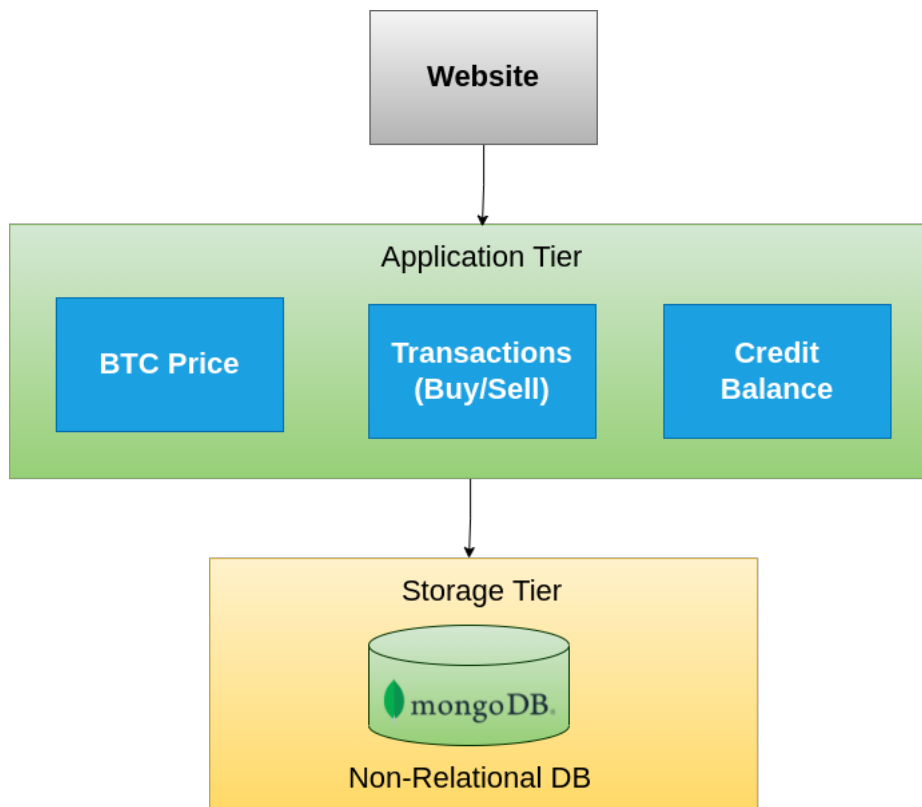 Website
Application Tier
BTC Price
Transactions
(Buy/Sell)
Credit
Balance
Storage Tier
mongoDB.
Non-Relational DB